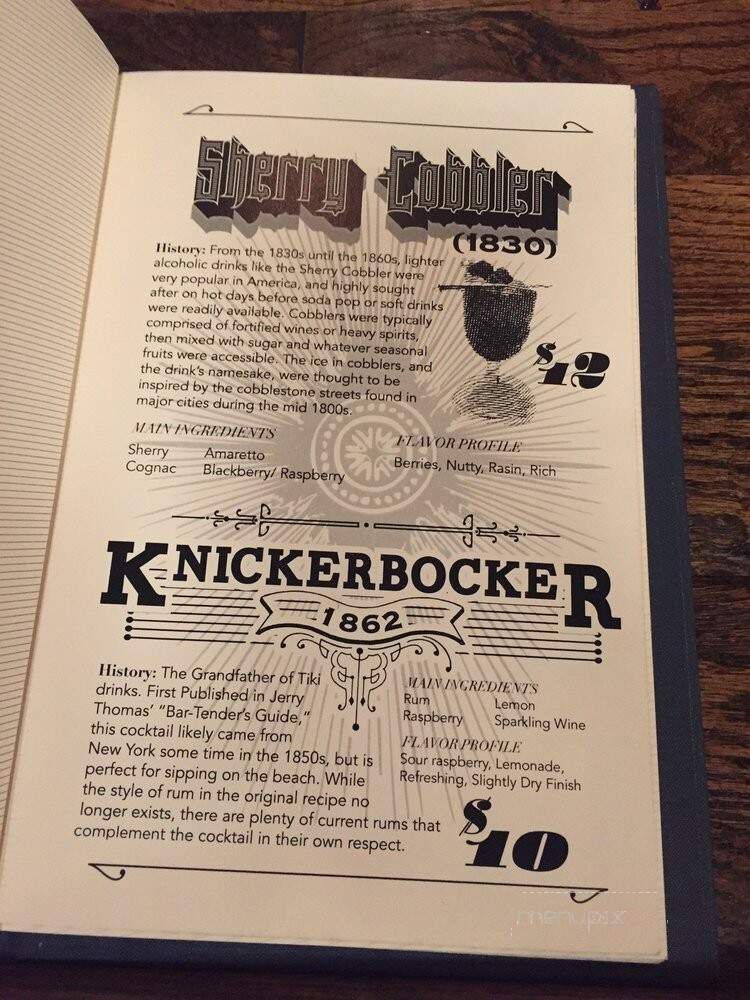 Sherry Cobbler
(1830)
History: From the 1830s until the 1860s, lighter
alcoholic drinks like the Sherry Cobbler were
very popular in America, and highly sought
after on hot days before soda pop or soft drinks
were readily available. Cobblers were typically
comprised of fortified wines or heavy spirits,
then mixed with sugar and whatever seasonal
fruits were accessible. The ice in cobblers, and
the drink's namesake, were thought to be
inspired by the cobblestone streets found in
major cities during the mid 1800s.
$12
MAIN INGREDIENTS
Sherry Amaretto
Cognac Blackberry/ Raspberry
FLAVOR PROFILE
Berries, Nutty, Rasin, Rich
KNICKERBOCKER
1862
History: The Grandfather of Tiki
drinks. First Published in Jerry
Thomas' "Bar-Tender's Guide,"
this cocktail likely came from
New York some time in the 1850s, but is
perfect for sipping on the beach. While
the style of rum in the original recipe no
longer exists, there are plenty of current rums that
complement the cocktail in their own respect.
MAIN INGREDIENTS
Rum Lemon
Raspberry Sparkling Wine
FLAVOR PROFILE
Sour raspberry, Lemonade,
Refreshing, Slightly Dry Finish
$10
menupix